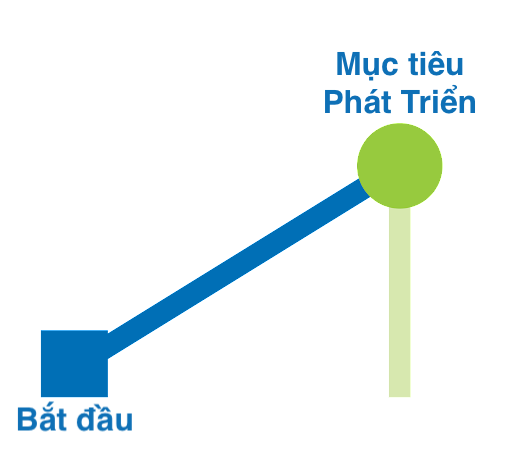 Mục tiêu
Phát Triển
Bắt đầu